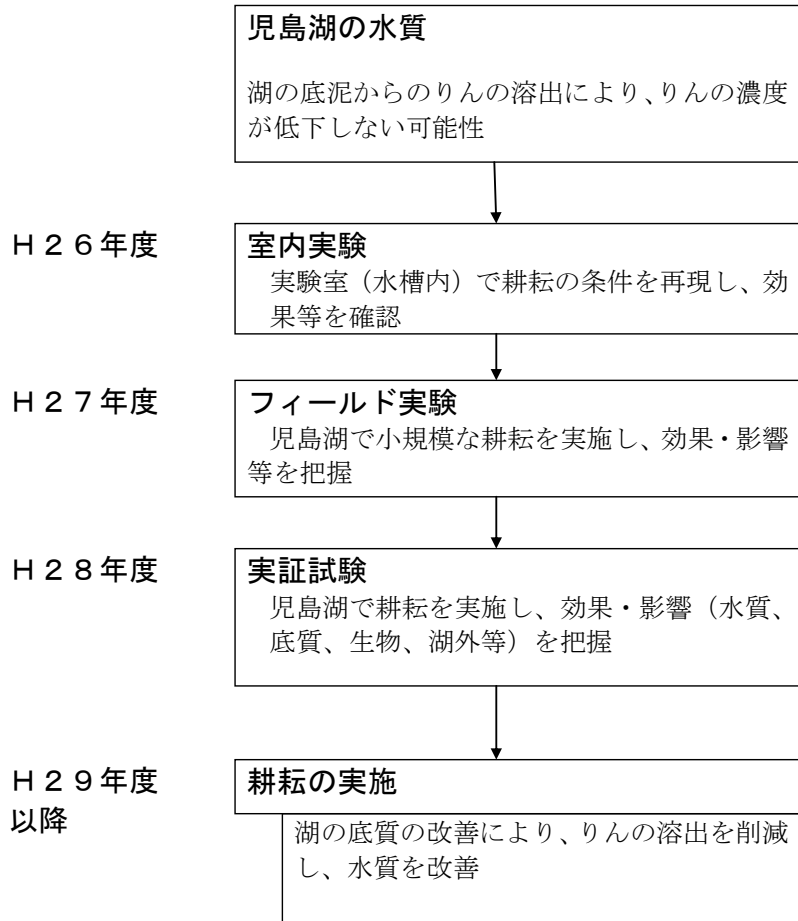 児島湖の水質
湖の底泥からのりんの溶出により、りんの濃度
が低下しない可能性
Ｈ２６年度
室内実験
実験室（水槽内）で耕耘の条件を再現し、効
果等を確認
Ｈ２７年度
フィールド実験
児島湖で小規模な耕耘を実施し、効果・影響
等を把握
Ｈ２８年度
実証試験
児島湖で耕耘を実施し、効果・影響（水質、
底質、生物、湖外等）を把握
Ｈ２９年度
以降
耕耘の実施
湖の底質の改善により、りんの溶出を削減
し、水質を改善